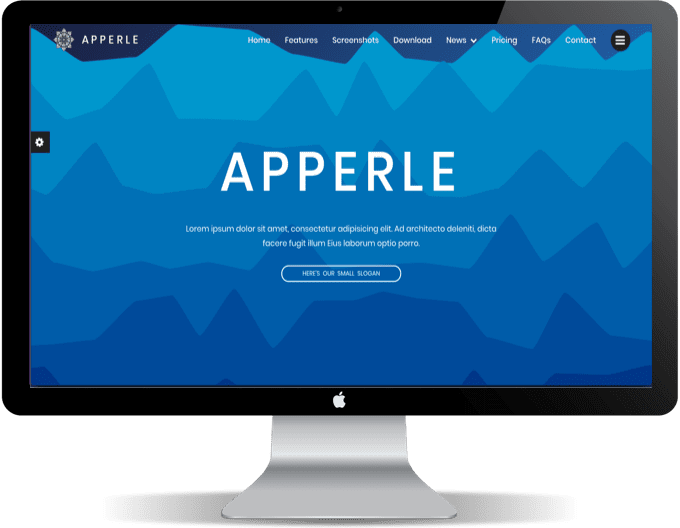 APPERLE
Home Features Screenshots Download News Pricing FAQs Contact
APPERLE
Lorem ipsum dolor sit amet, consectetur adipisicing elit. Ad architecto deleniti, dicta
facere fugit illum Eius laborum optio porro.
HERE'S OUR SMALL SLOGAN